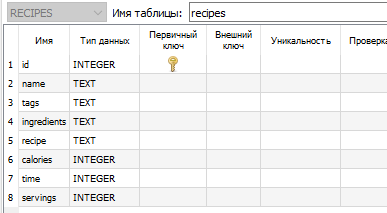 RECIPES Имя таблицы: recipes
Имя Тип данных Первичный ключ Внешний ключ Уникальность Проверка
1 id INTEGER
2 name TEXT
3 tags TEXT
4 ingredients TEXT
5 recipe TEXT
6 calories INTEGER
7 time INTEGER
8 servings INTEGER